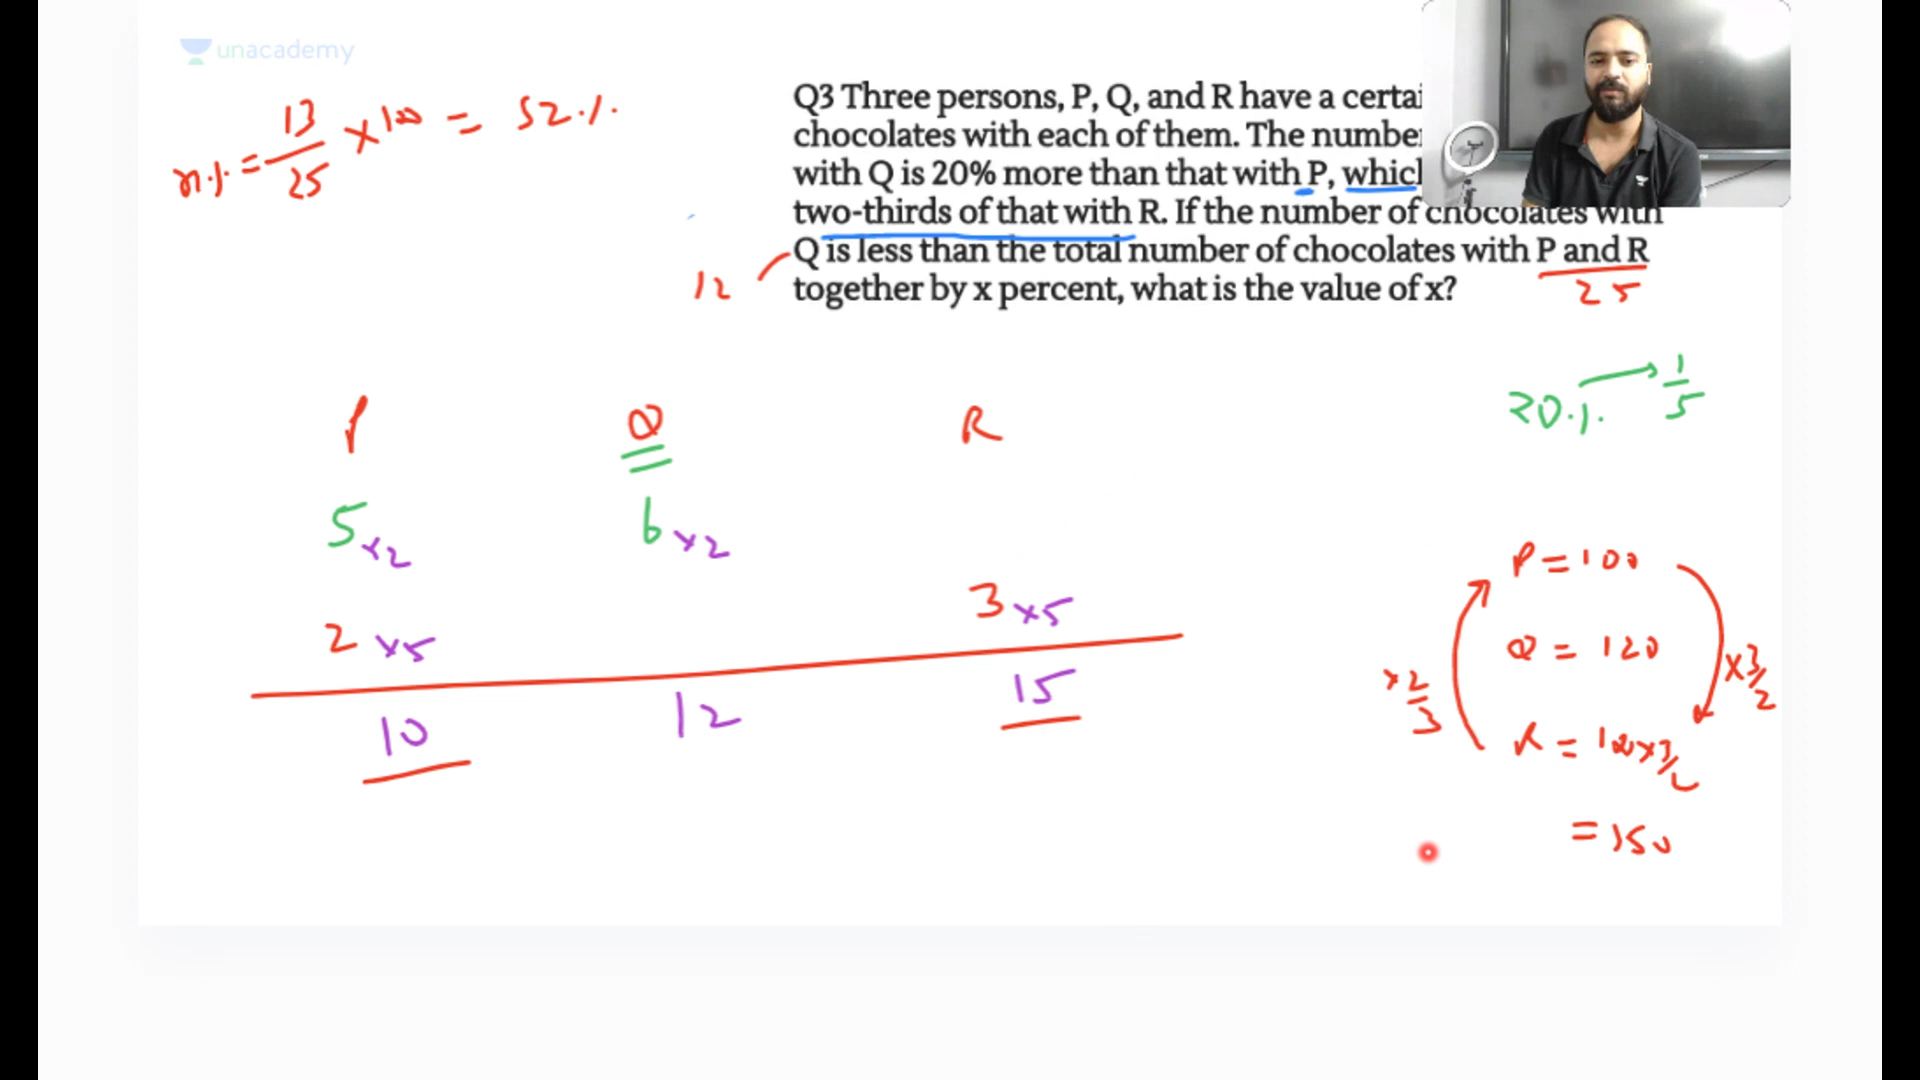 unacademy
x% = 13/25 × 100 = 52%
Q3 Three persons, P, Q, and R have a certai
chocolates with each of them. The number
with Q is 20% more than that with P, which
two-thirds of that with R. If the number of chocolates with
Q is less than the total number of chocolates with P and R
together by x percent, what is the value of x?
12
25
20% → 1/5
P Q R
5 ×2 6 ×2
2 ×5 3 ×5
10 12 15
P = 100
Q = 120
R = 100×3/2
= 150
×2/3
×3/2